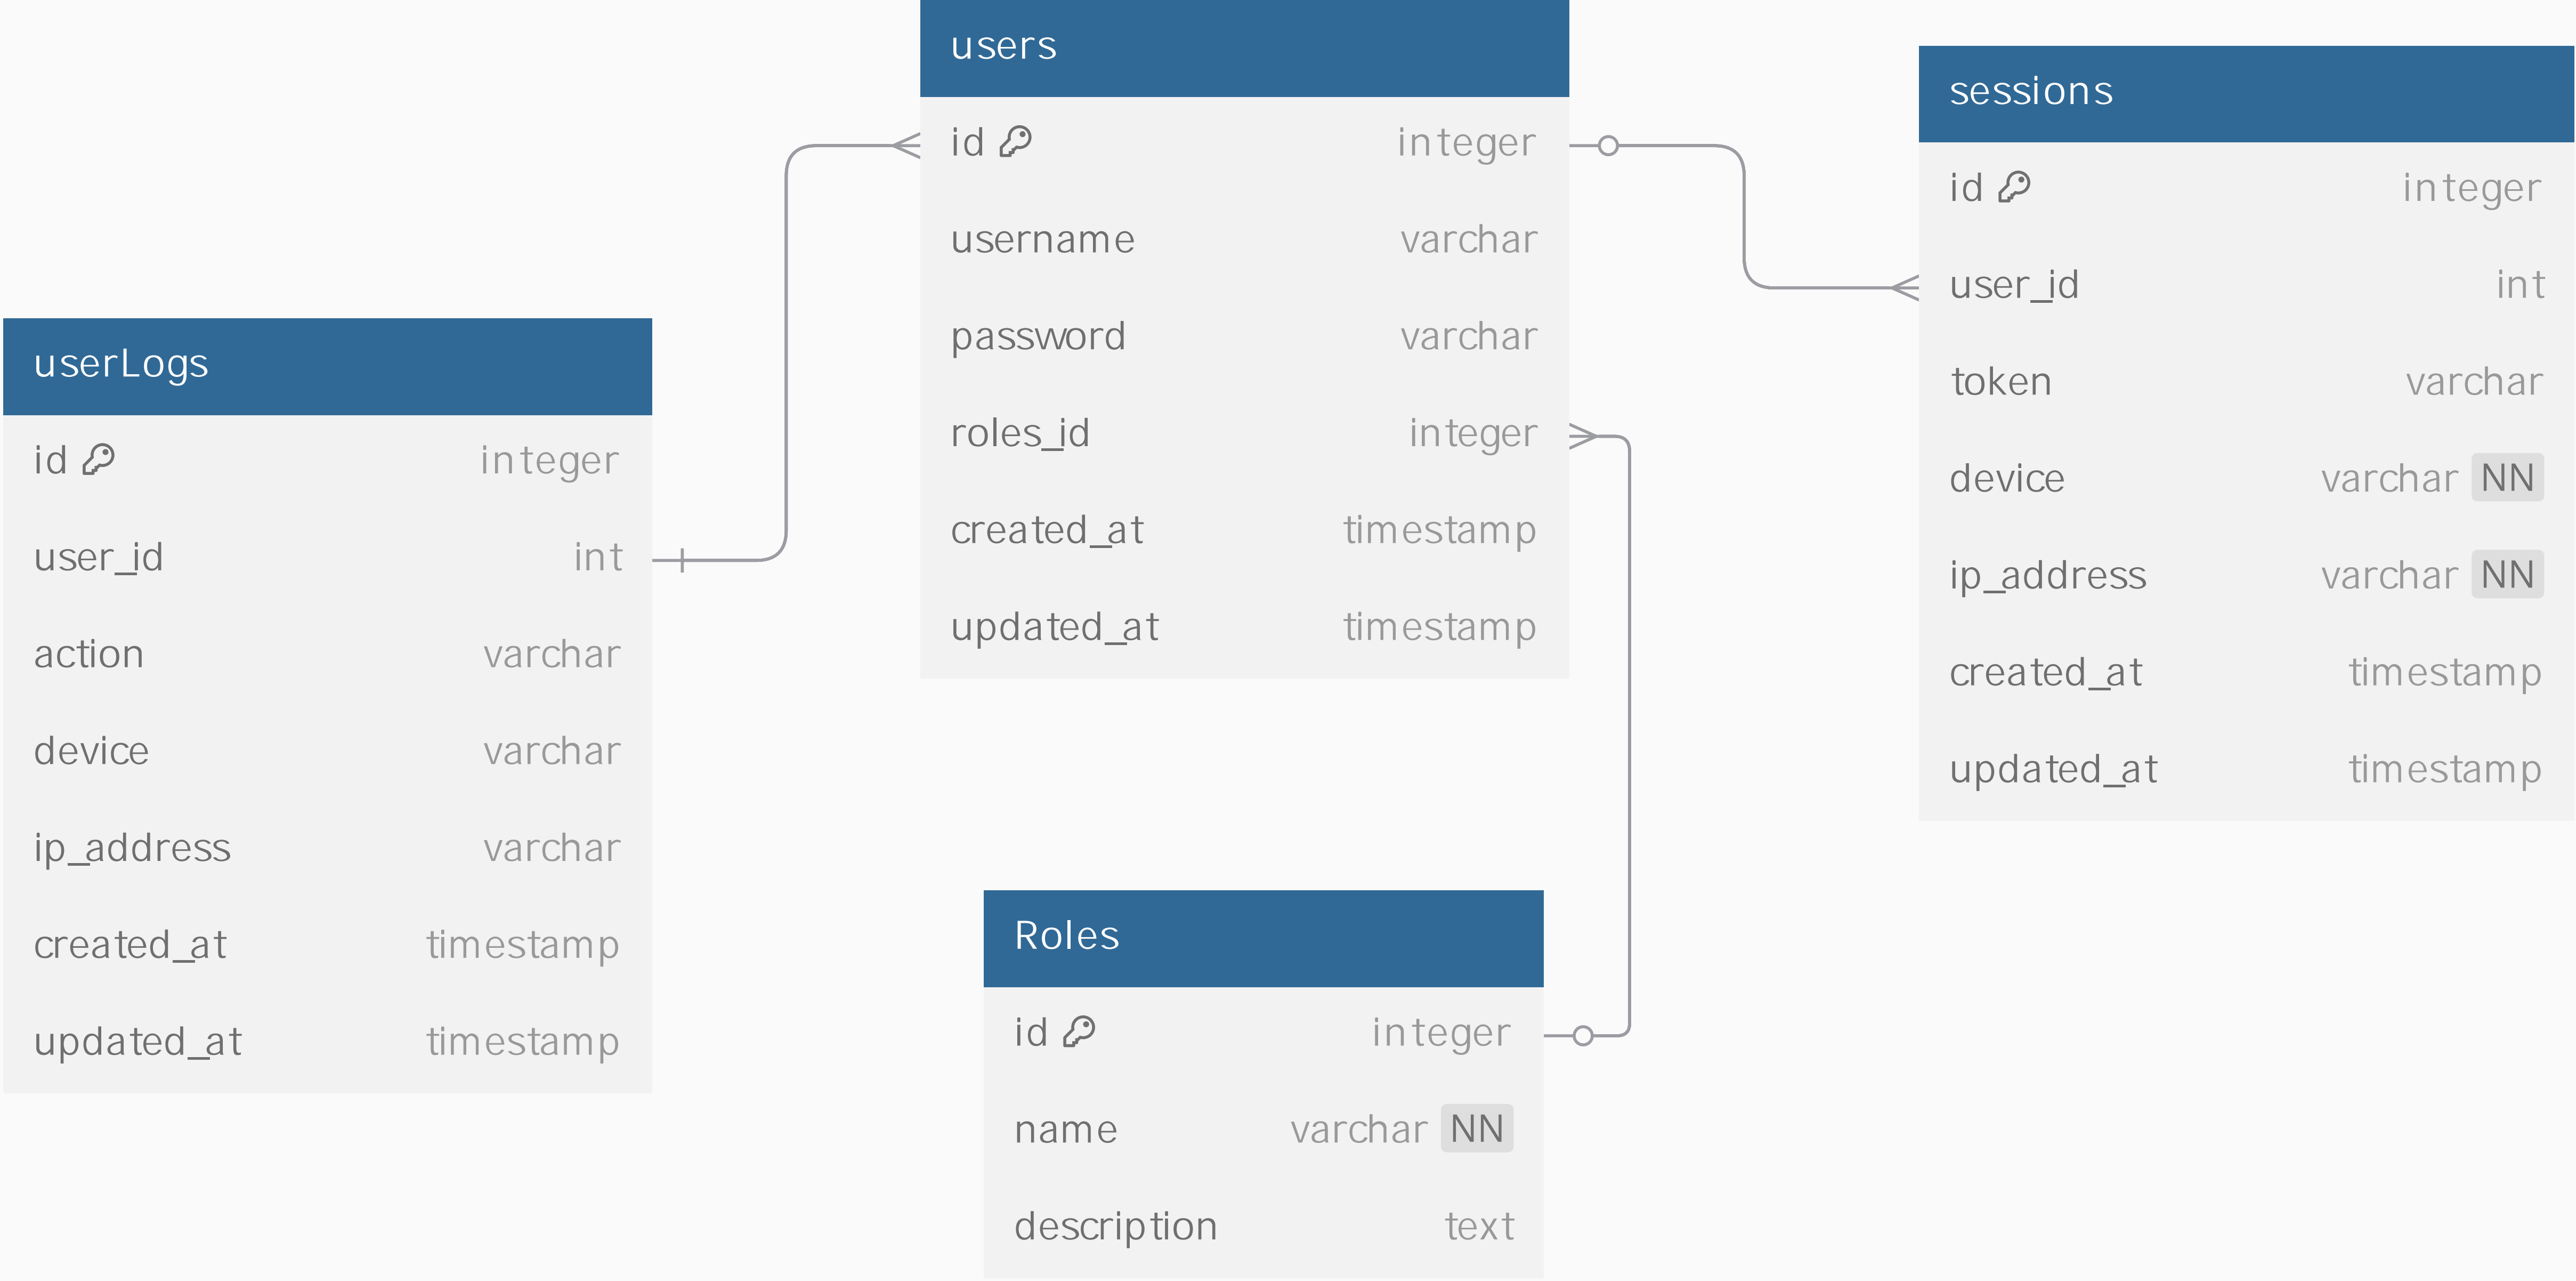 users
id integer
username varchar
password varchar
roles_id integer
created_at timestamp
updated_at timestamp
sessions
id integer
user_id int
token varchar
device varchar NN
ip_address varchar NN
created_at timestamp
updated_at timestamp
userLogs
id integer
user_id int
action varchar
device varchar
ip_address varchar
created_at timestamp
updated_at timestamp
Roles
id integer
name varchar NN
description text